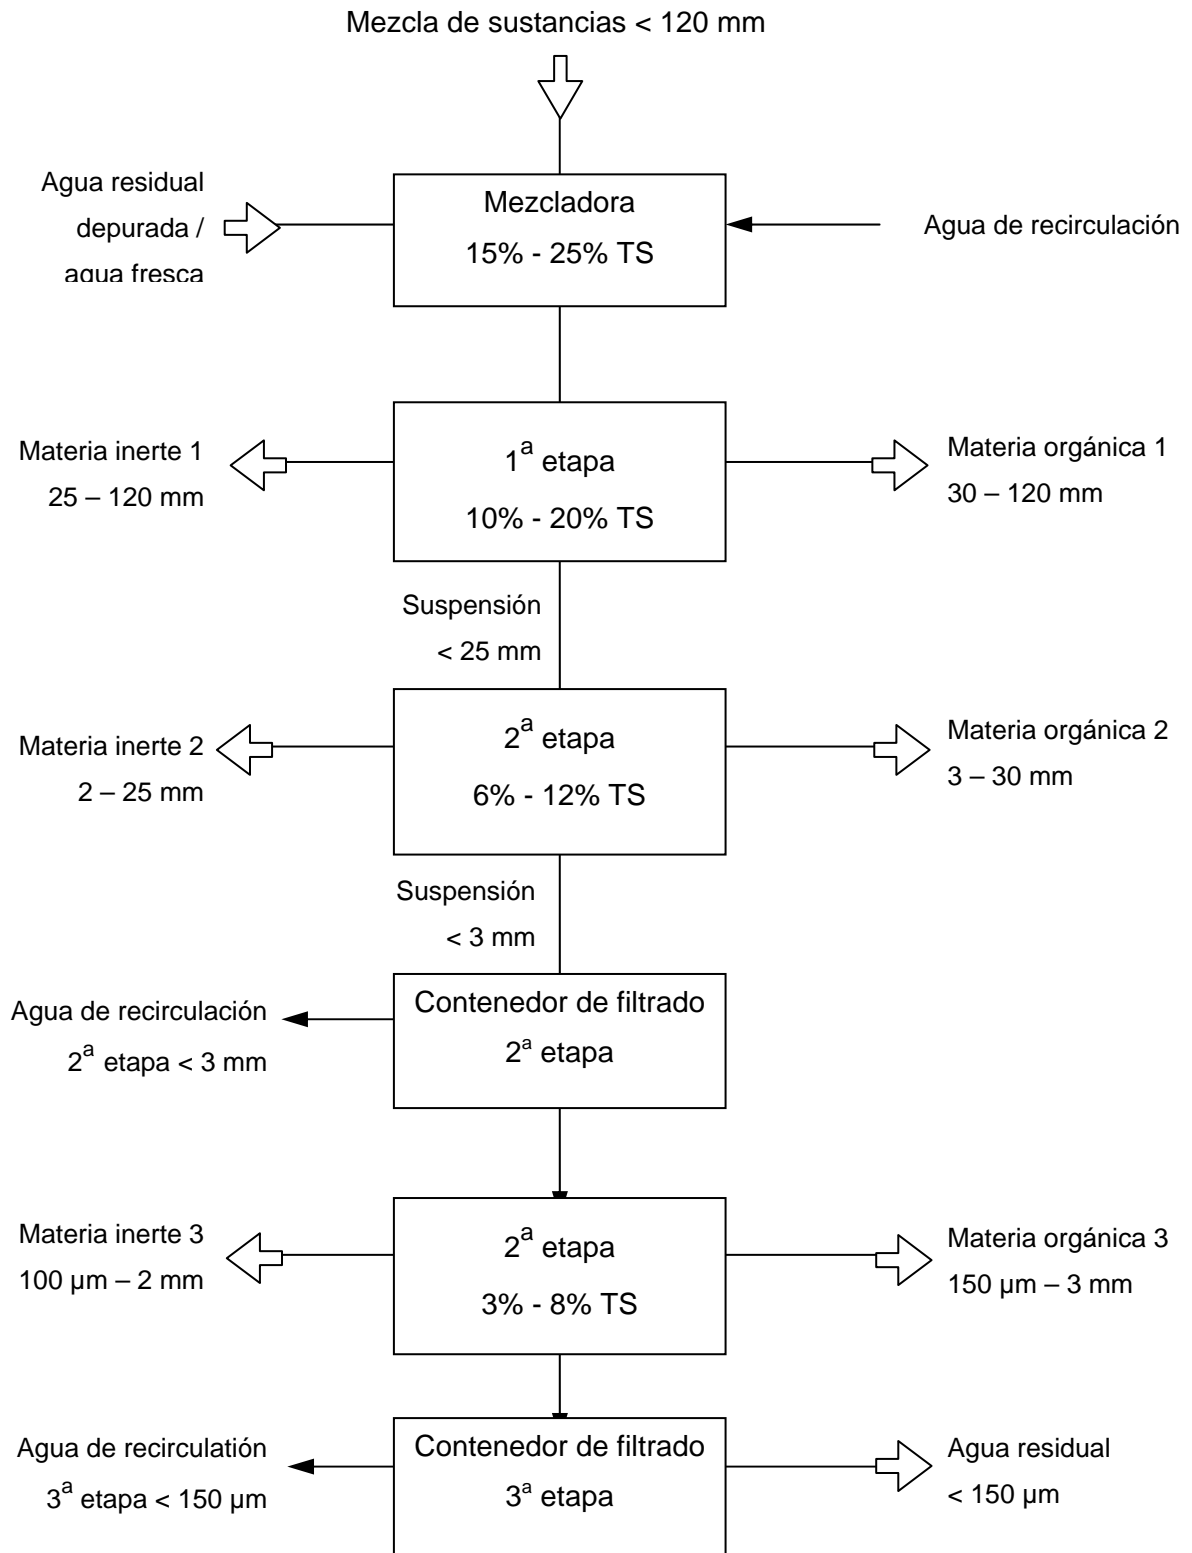 Mezcla de sustancias < 120 mm
Agua residual
depurada /
agua fresca
Mezcladora
15% - 25% TS
Agua de recirculación
Materia inerte 1
25 – 120 mm
1ª etapa
10% - 20% TS
Materia orgánica 1
30 – 120 mm
Suspensión
< 25 mm
Materia inerte 2
2 – 25 mm
2ª etapa
6% - 12% TS
Materia orgánica 2
3 – 30 mm
Suspensión
< 3 mm
Agua de recirculación
2ª etapa < 3 mm
Contenedor de filtrado
2ª etapa
Materia inerte 3
100 µm – 2 mm
2ª etapa
3% - 8% TS
Materia orgánica 3
150 µm – 3 mm
Agua de recirculatión
3ª etapa < 150 µm
Contenedor de filtrado
3ª etapa
Agua residual
< 150 µm